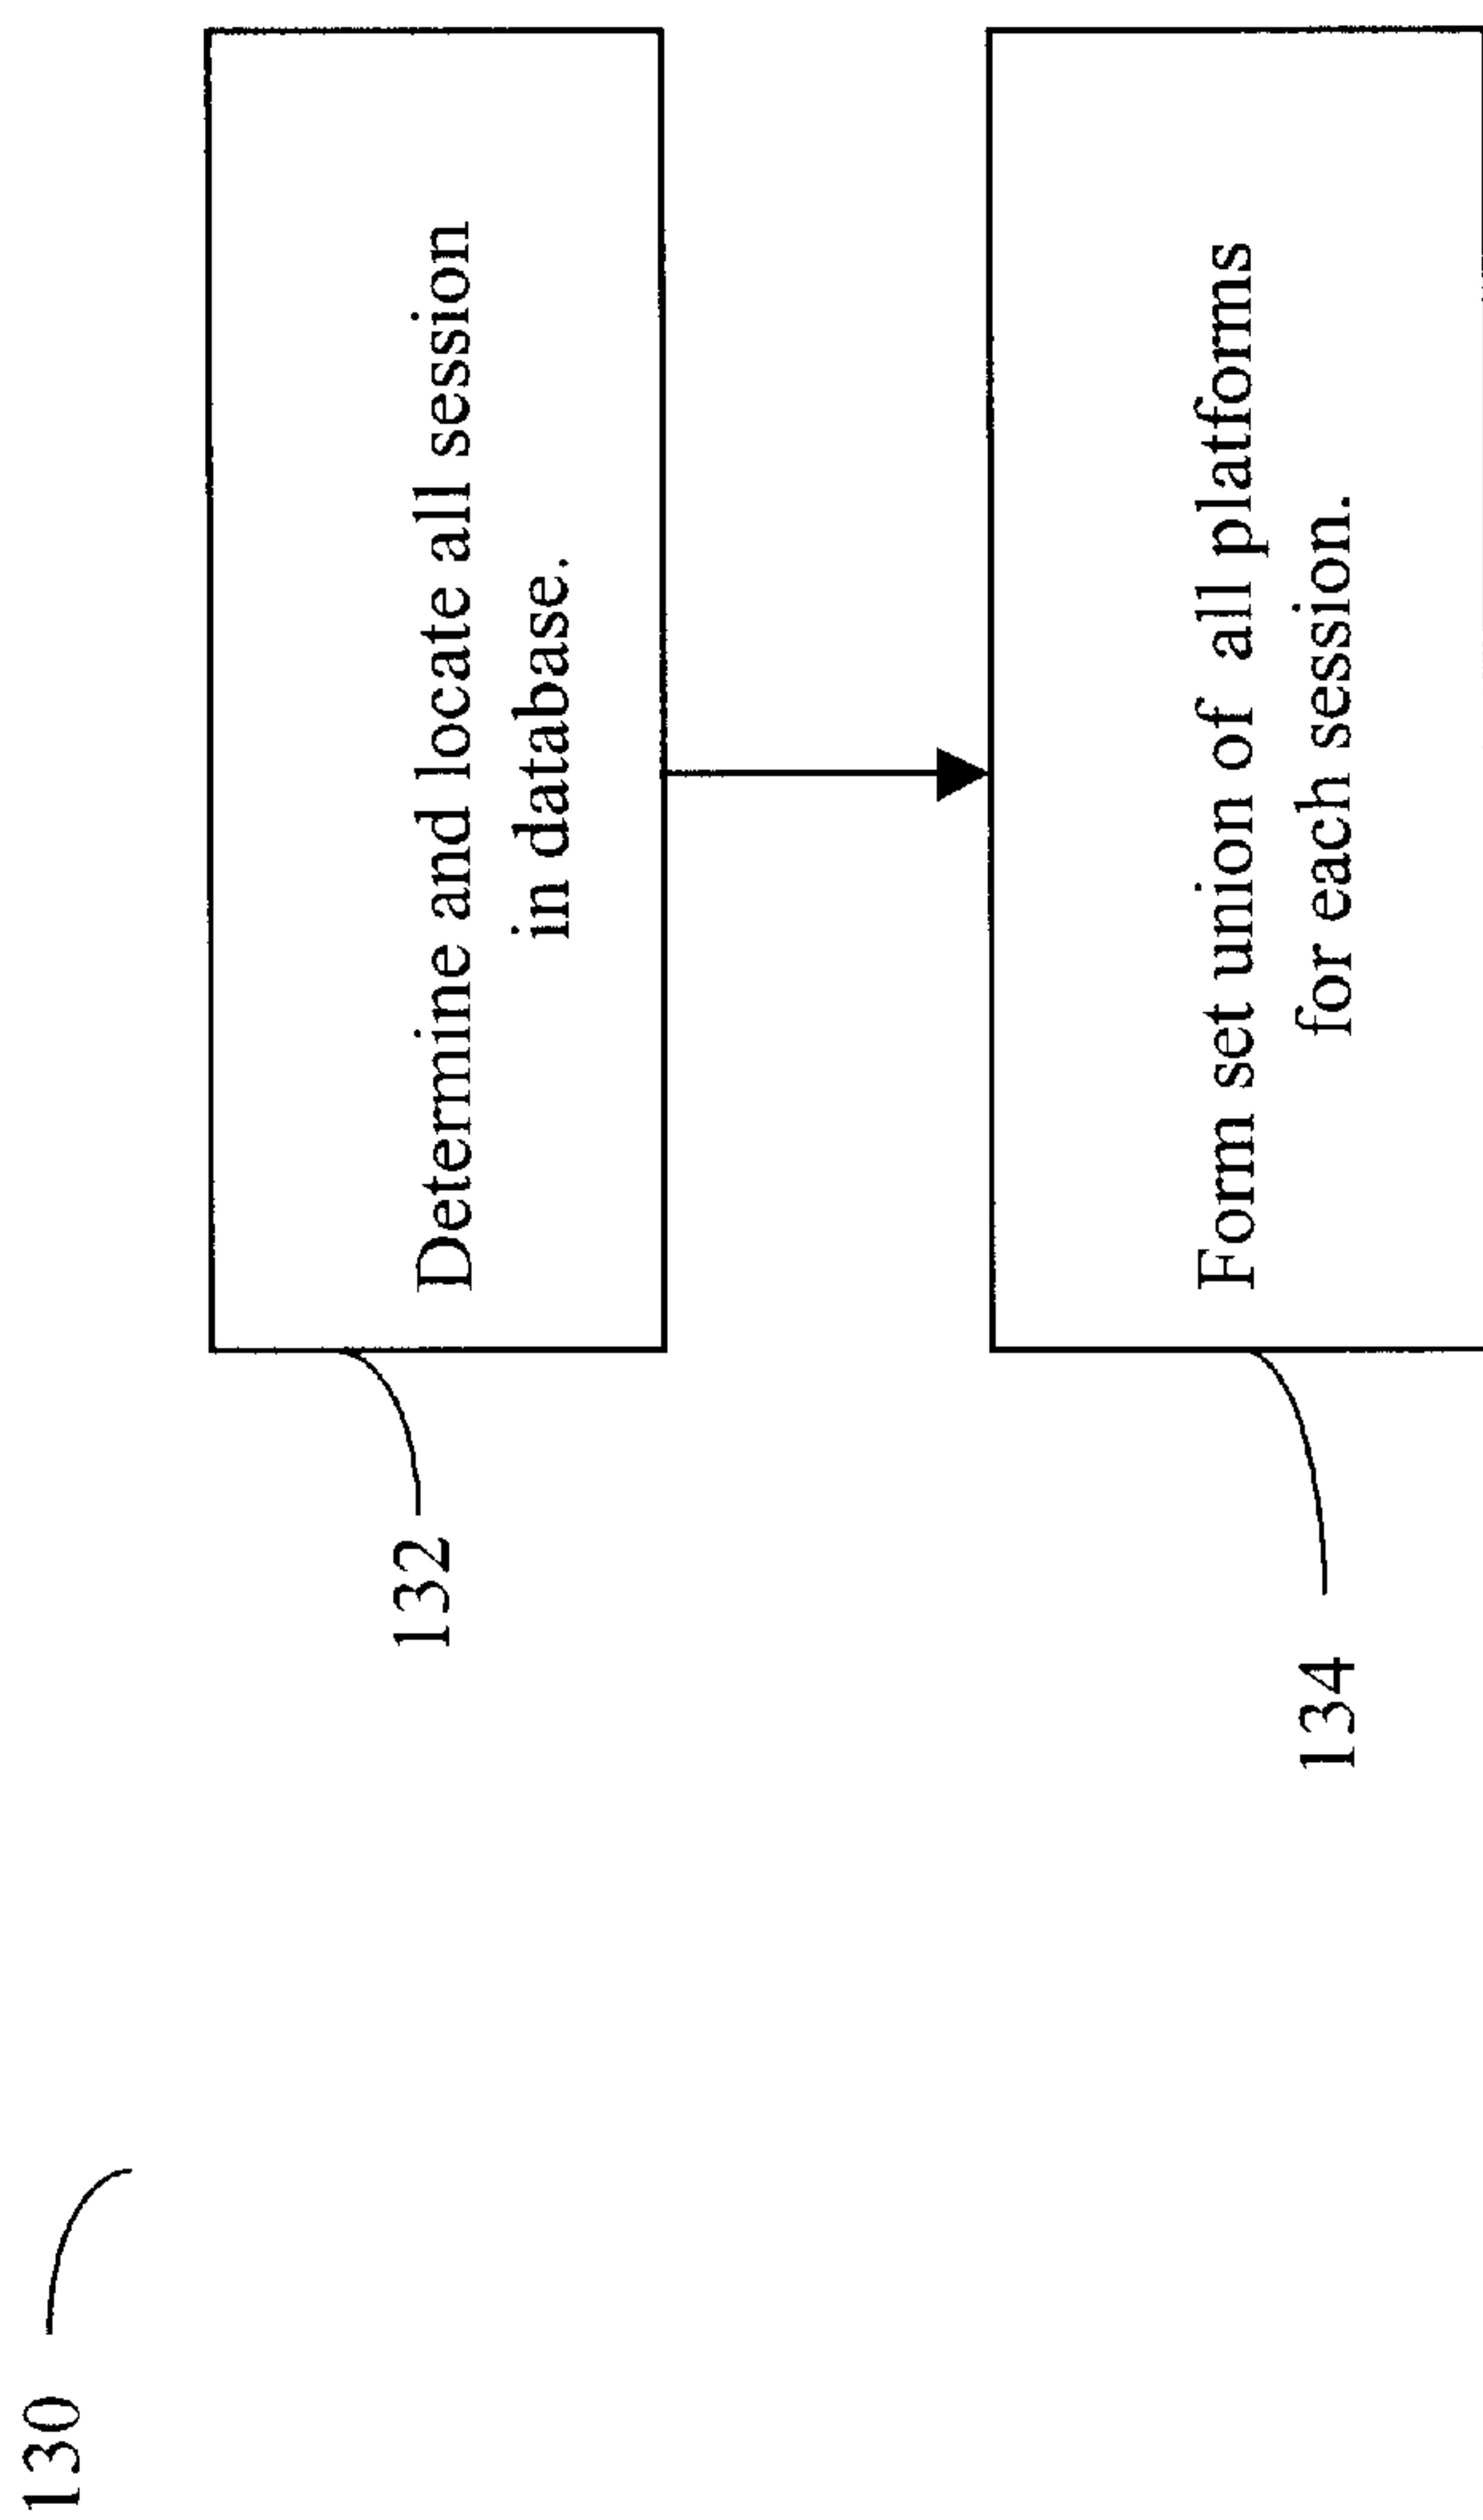 130
132
Determine and locate all session
in database.
134
Form set union of all platforms
for each session.